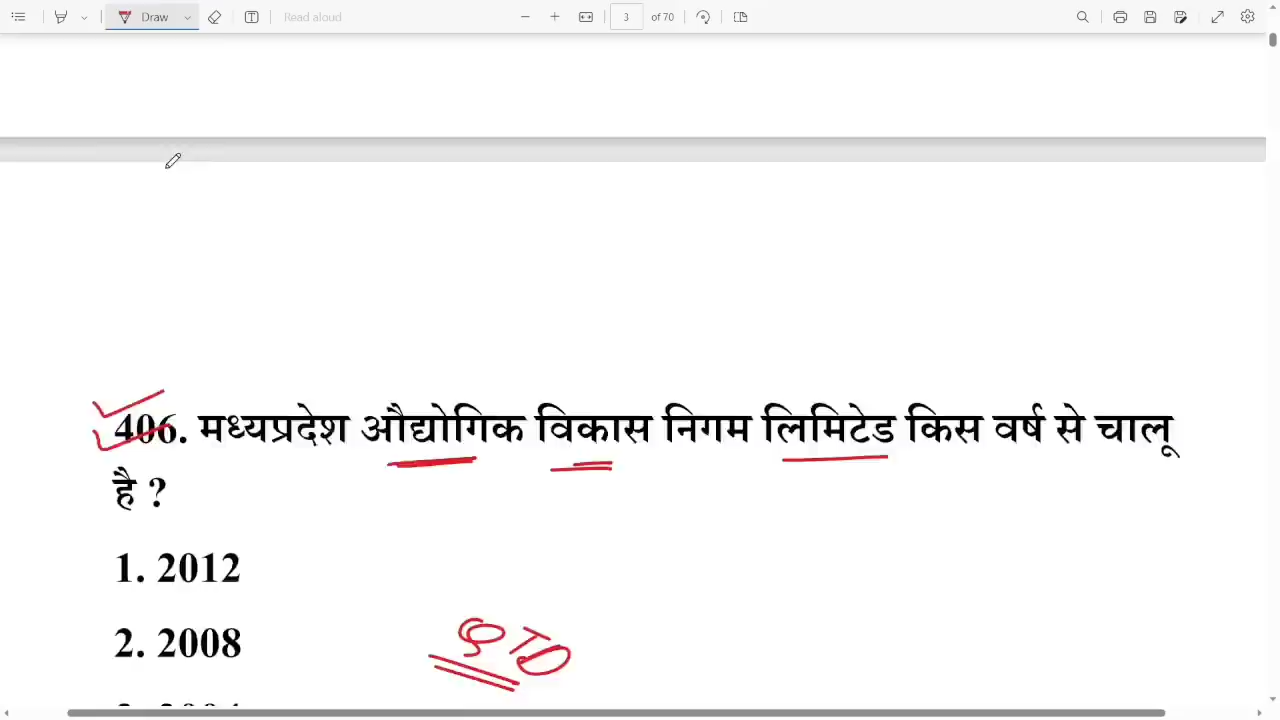 Draw
Read aloud
3
of 70
406. मध्यप्रदेश औद्योगिक विकास निगम लिमिटेड किस वर्ष से चालू
है ?
1. 2012
2. 2008